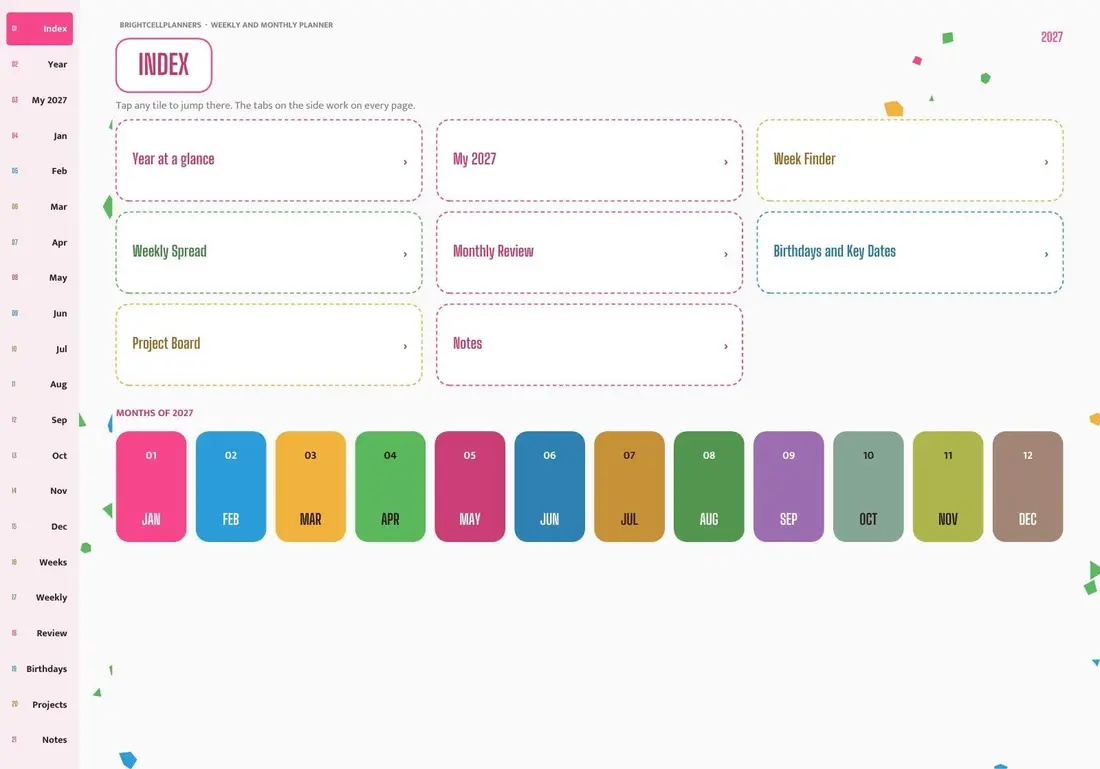 01 Index
02 Year
03 My 2027
04 Jan
05 Feb
06 Mar
07 Apr
08 May
09 Jun
10 Jul
11 Aug
12 Sep
13 Oct
14 Nov
15 Dec
16 Weeks
17 Weekly
18 Review
19 Birthdays
20 Projects
21 Notes
BRIGHTCELLPLANNERS · WEEKLY AND MONTHLY PLANNER
2027
INDEX
Tap any tile to jump there. The tabs on the side work on every page.
Year at a glance ›
My 2027 ›
Week Finder ›
Weekly Spread ›
Monthly Review ›
Birthdays and Key Dates ›
Project Board ›
Notes ›
MONTHS OF 2027
01 02 03 04 05 06 07 08 09 10 11 12
JAN FEB MAR APR MAY JUN JUL AUG SEP OCT NOV DEC